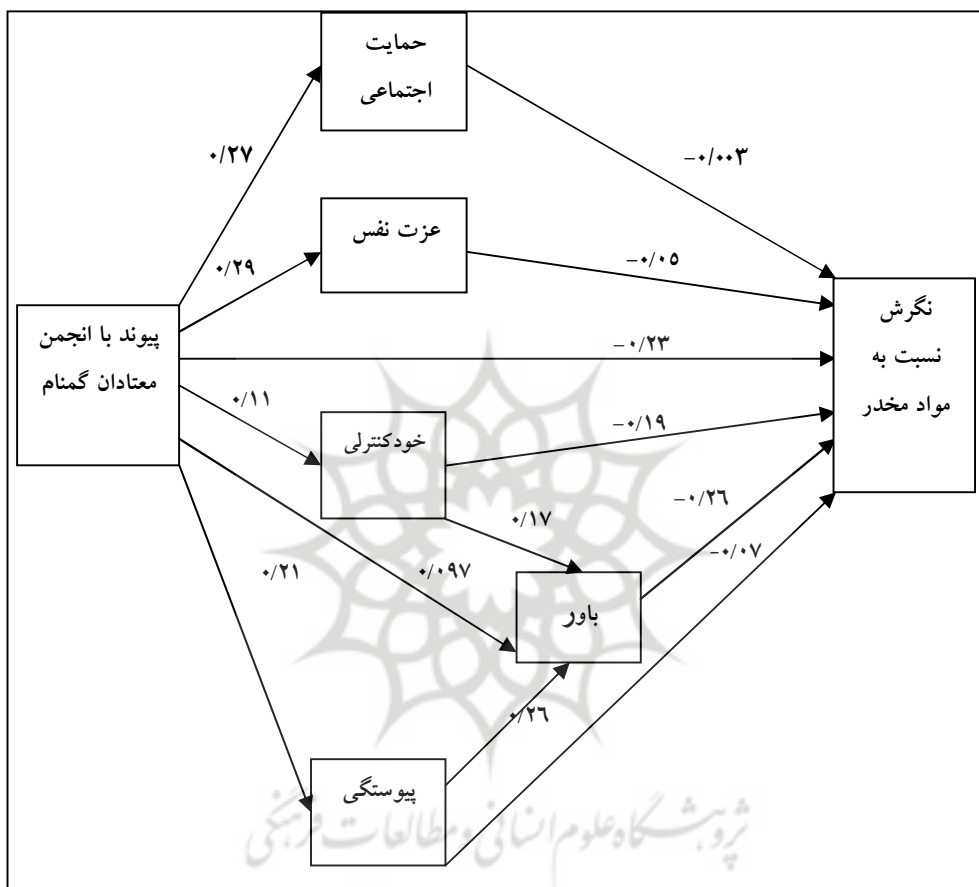 حمایت
اجتماعی
۰/۲۷
-۰/۰۰۳
عزت نفس
۰/۲۹
-۰/۰۵
نگرش
نسبت به
مواد مخدر
پیوند با انجمن
معتادان گمنام
-۰/۲۳
۰/۱۱
خودکنترلی
-۰/۱۹
-۰/۲۶
۰/۱۷
-۰/۰۷
۰/۲۱
۰/۰۹۷
باور
۰/۲۶
پیوستگی
پژوهشگاه علوم انسانی و مطالعات فرهنگی